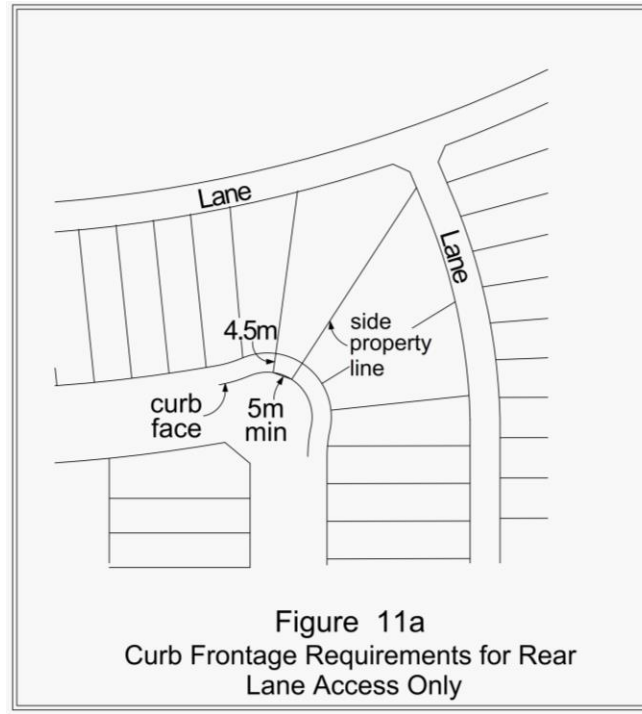 Lane
Lane
4.5m
side
property
line
curb
face
5m
min
Figure 11a
Curb Frontage Requirements for Rear
Lane Access Only